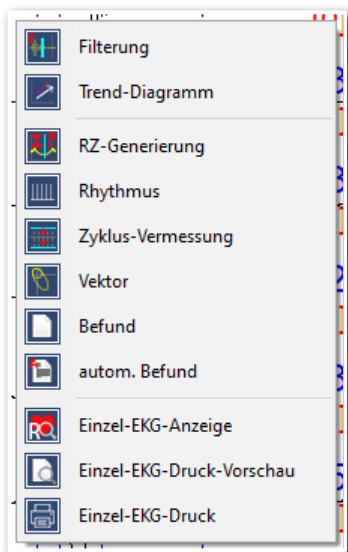 Filterung
Trend-Diagramm
RZ-Generierung
Rhythmus
Zyklus-Vermessung
Vektor
Befund
autom. Befund
Einzel-EKG-Anzeige
Einzel-EKG-Druck-Vorschau
Einzel-EKG-Druck